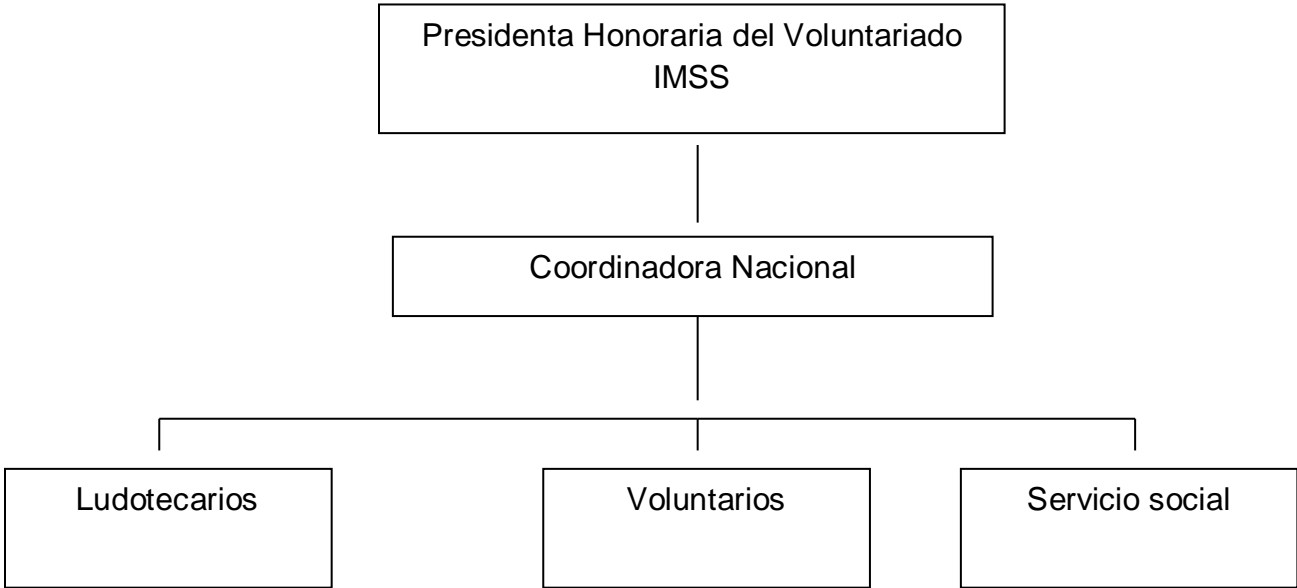 Presidenta Honoraria del Voluntariado
IMSS
Coordinadora Nacional
Ludotecarios
Voluntarios
Servicio social